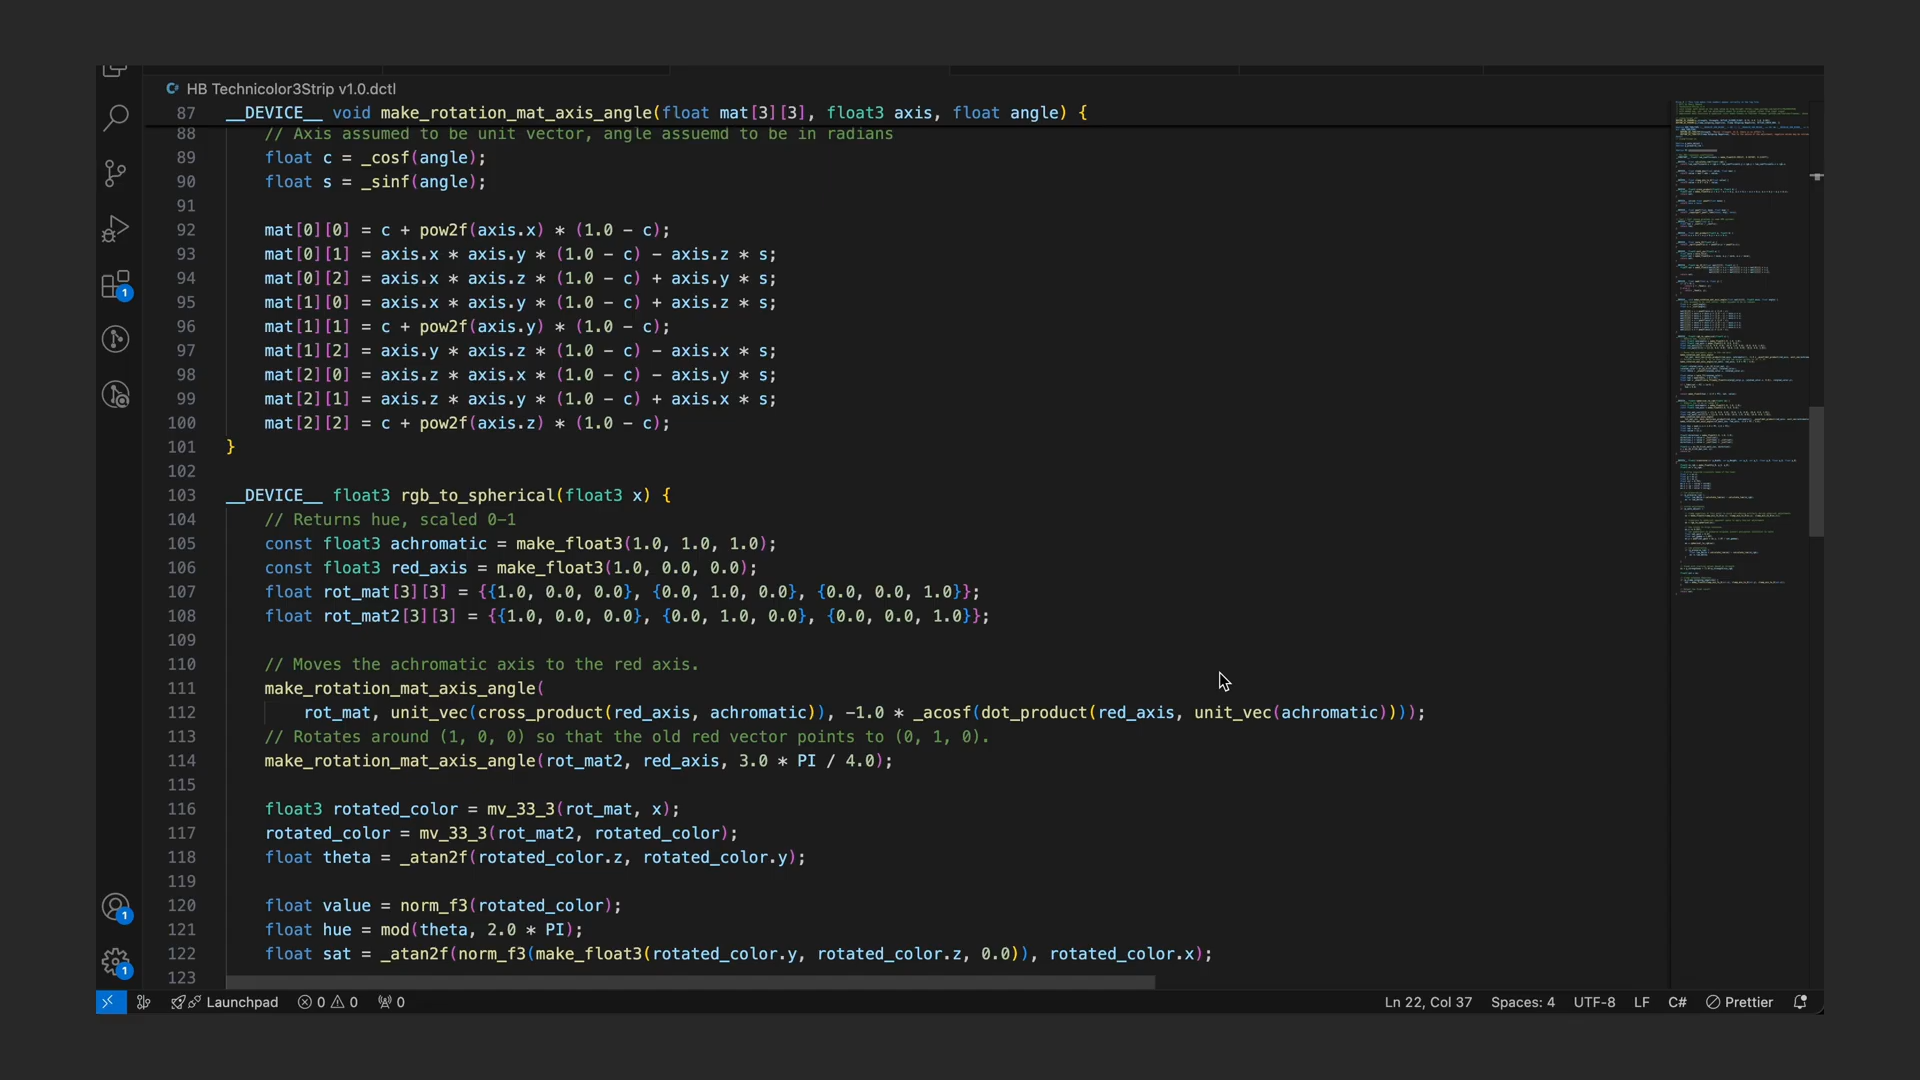 HB Technicolor3Strip v1.0.dctl
87 __DEVICE__ void make_rotation_mat_axis_angle(float mat[3][3], float3 axis, float angle) {
88 // Axis assumed to be unit vector, angle assuemd to be in radians
89 float c = _cosf(angle);
90 float s = _sinf(angle);
91
92 mat[0][0] = c + pow2f(axis.x) * (1.0 - c);
93 mat[0][1] = axis.x * axis.y * (1.0 - c) - axis.z * s;
94 mat[0][2] = axis.x * axis.z * (1.0 - c) + axis.y * s;
95 mat[1][0] = axis.x * axis.y * (1.0 - c) + axis.z * s;
96 mat[1][1] = c + pow2f(axis.y) * (1.0 - c);
97 mat[1][2] = axis.y * axis.z * (1.0 - c) - axis.x * s;
98 mat[2][0] = axis.z * axis.x * (1.0 - c) - axis.y * s;
99 mat[2][1] = axis.z * axis.y * (1.0 - c) + axis.x * s;
100 mat[2][2] = c + pow2f(axis.z) * (1.0 - c);
101 }
102
103 __DEVICE__ float3 rgb_to_spherical(float3 x) {
104 // Returns hue, scaled 0-1
105 const float3 achromatic = make_float3(1.0, 1.0, 1.0);
106 const float3 red_axis = make_float3(1.0, 0.0, 0.0);
107 float rot_mat[3][3] = {{1.0, 0.0, 0.0}, {0.0, 1.0, 0.0}, {0.0, 0.0, 1.0}};
108 float rot_mat2[3][3] = {{1.0, 0.0, 0.0}, {0.0, 1.0, 0.0}, {0.0, 0.0, 1.0}};
109
110 // Moves the achromatic axis to the red axis.
111 make_rotation_mat_axis_angle(
112 rot_mat, unit_vec(cross_product(red_axis, achromatic)), -1.0 * _acosf(dot_product(red_axis, unit_vec(achromatic))));
113 // Rotates around (1, 0, 0) so that the old red vector points to (0, 1, 0).
114 make_rotation_mat_axis_angle(rot_mat2, red_axis, 3.0 * PI / 4.0);
115
116 float3 rotated_color = mv_33_3(rot_mat, x);
117 rotated_color = mv_33_3(rot_mat2, rotated_color);
118 float theta = _atan2f(rotated_color.z, rotated_color.y);
119
120 float value = norm_f3(rotated_color);
121 float hue = mod(theta, 2.0 * PI);
122 float sat = _atan2f(norm_f3(make_float3(rotated_color.y, rotated_color.z, 0.0)), rotated_color.x);
123
1
1
1
Launchpad 0 0 0 Ln 22, Col 37 Spaces: 4 UTF-8 LF C# Prettier